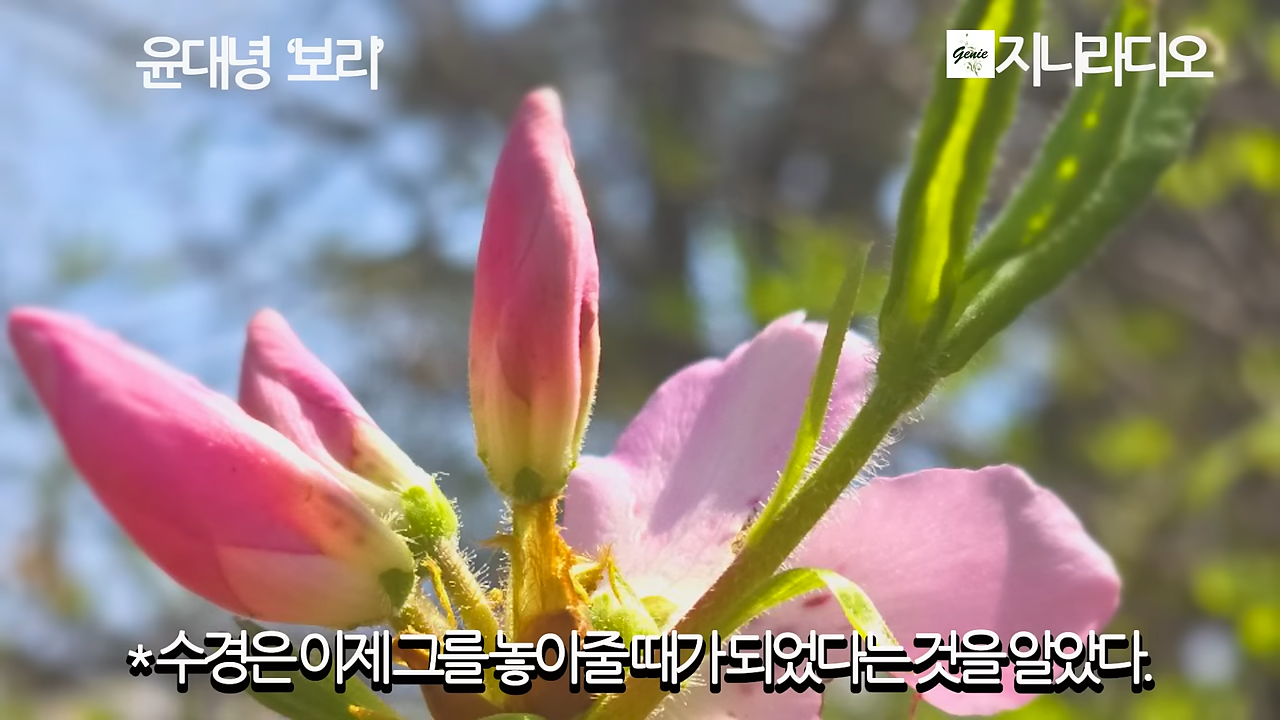 윤대녕 '보라'
Genie 지니라디오
*수경은 이제 그를 놓아줄 때가 되었다는 것을 알았다.